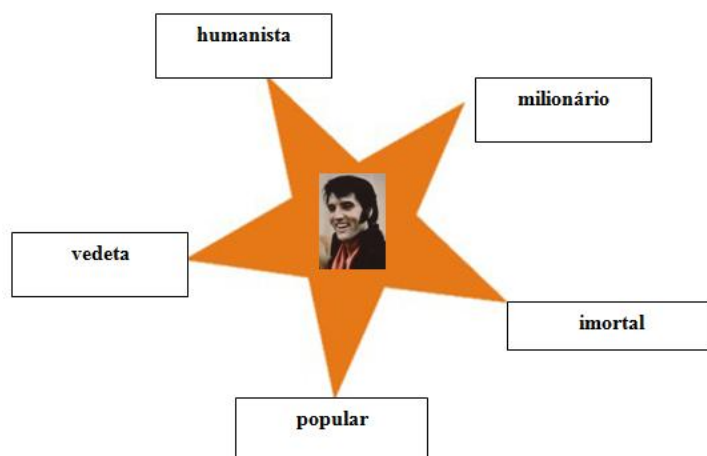 humanista
milionário
vedeta
imortal
popular